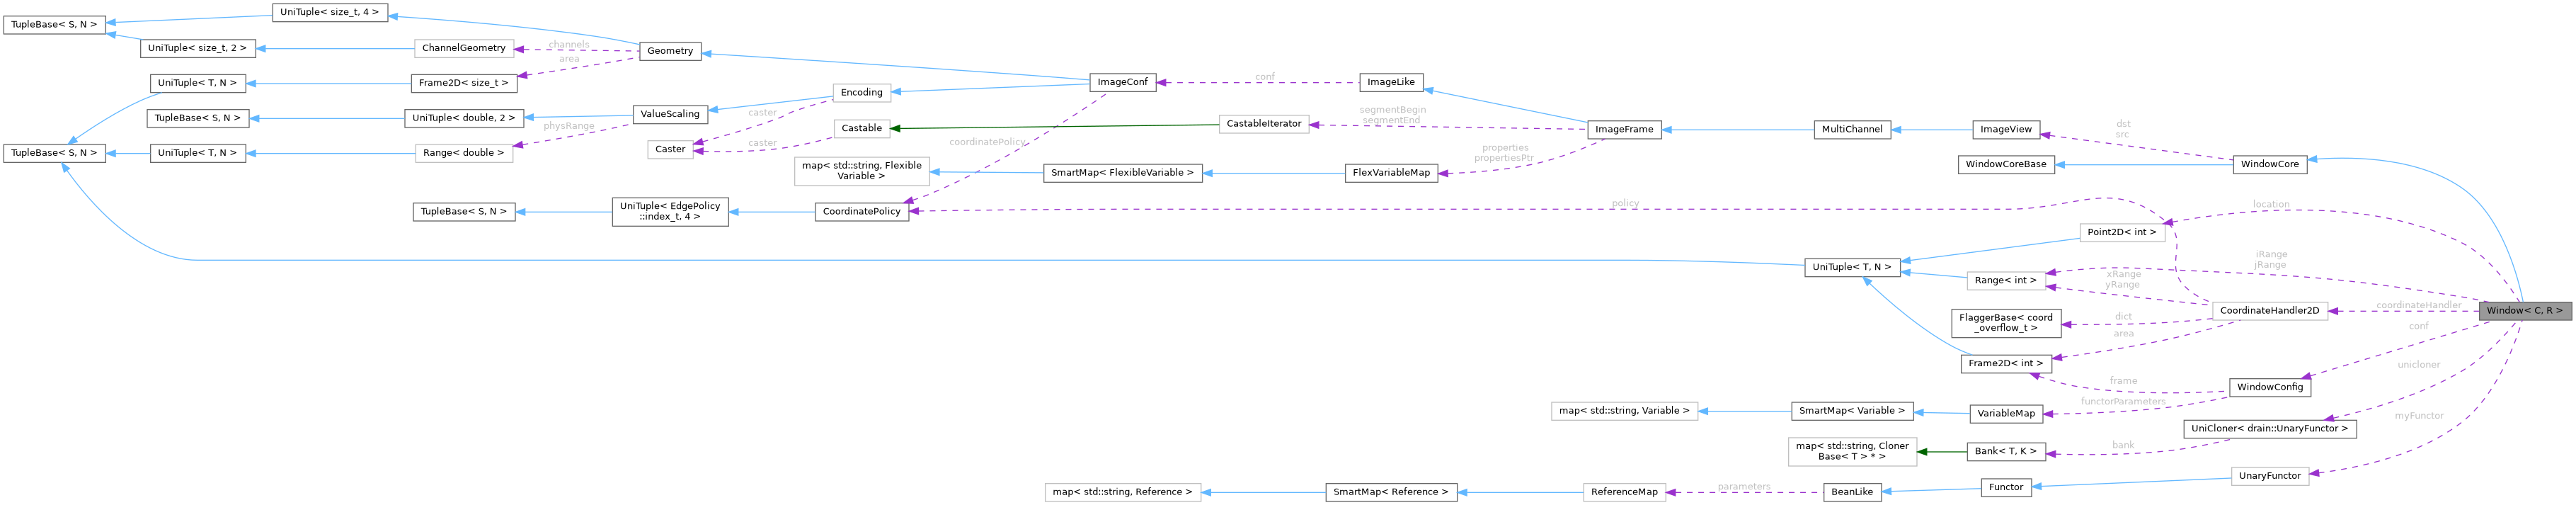 TupleBase< S, N >
UniTuple< size_t, 4 >
UniTuple< size_t, 2 >
ChannelGeometry
channels
area
Geometry
UniTuple< T, N >
Frame2D< size_t >
TupleBase< S, N >
UniTuple< double, 2 >
ValueScaling
physRange
TupleBase< S, N >
UniTuple< T, N >
Range< double >
Encoding
caster
Castable
caster
Caster
ImageConf
conf
ImageLike
coordinatePolicy
CastableIterator
segmentBegin
segmentEnd
ImageFrame
MultiChannel
ImageView
dst
src
map< std::string, Flexible
Variable >
SmartMap< FlexibleVariable >
FlexVariableMap
properties
propertiesPtr
WindowCoreBase
WindowCore
TupleBase< S, N >
UniTuple< EdgePolicy
::index_t, 4 >
CoordinatePolicy
policy
location
Point2D< int >
UniTuple< T, N >
Range< int >
iRange
jRange
xRange
yRange
FlaggerBase< coord
_overflow_t >
dict
area
CoordinateHandler2D
coordinateHandler
Window< C, R >
Frame2D< int >
conf
frame
WindowConfig
unicloner
map< std::string, Variable >
SmartMap< Variable >
VariableMap
functorParameters
myFunctor
UniCloner< drain::UnaryFunctor >
map< std::string, Cloner
Base< T > * >
Bank< T, K >
bank
UnaryFunctor
map< std::string, Reference >
SmartMap< Reference >
ReferenceMap
parameters
BeanLike
Functor